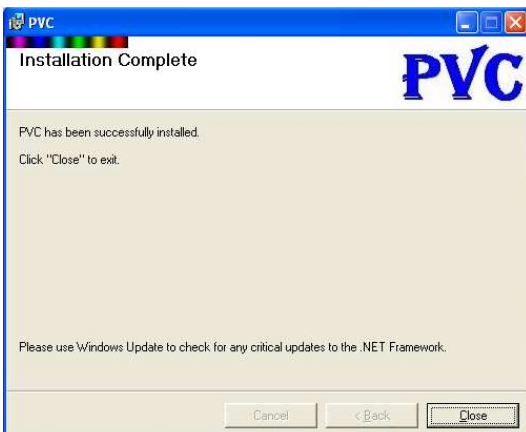 PVC
Installation Complete
PVC
PVC has been successfully installed.
Click "Close" to exit.
Please use Windows Update to check for any critical updates to the .NET Framework.
Cancel < Back Close